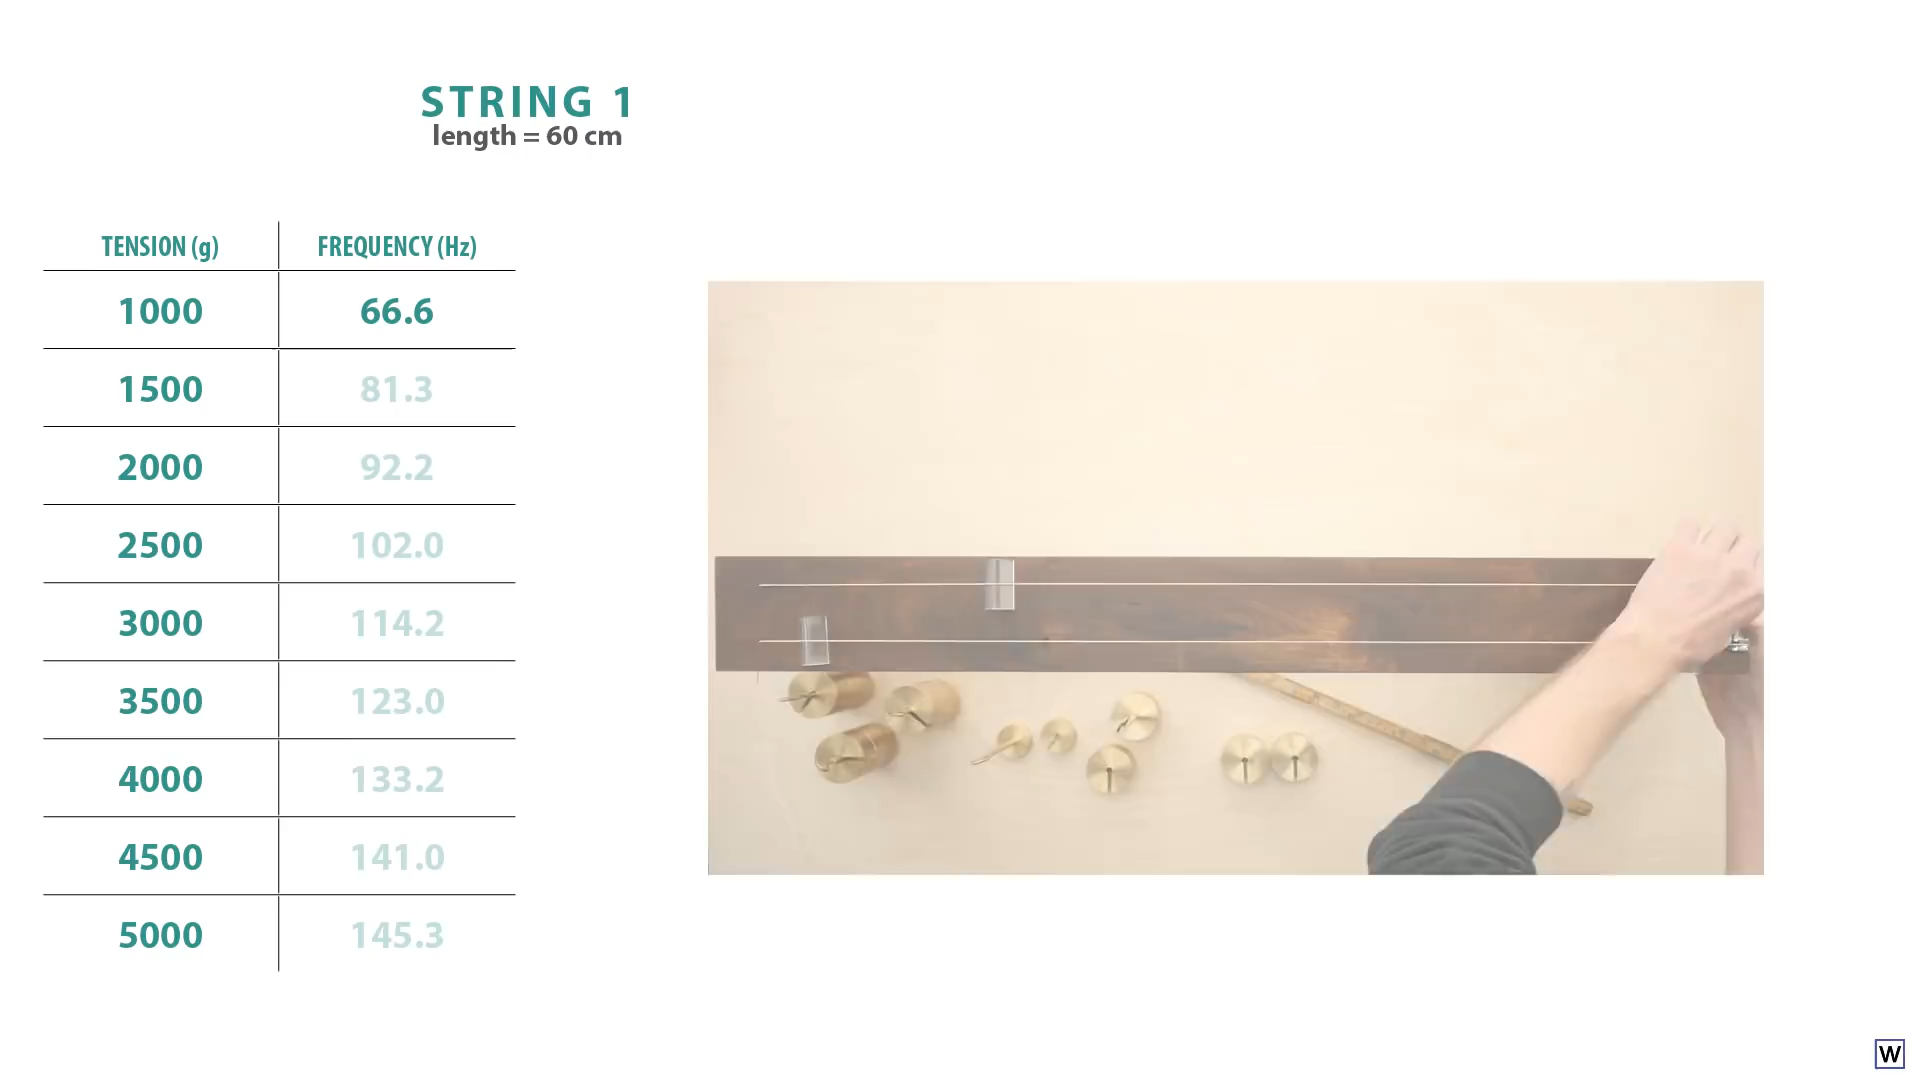 STRING 1
length = 60 cm
TENSION (g) FREQUENCY (Hz)
1000 66.6
1500 81.3
2000 92.2
2500 102.0
3000 114.2
3500 123.0
4000 133.2
4500 141.0
5000 145.3
W